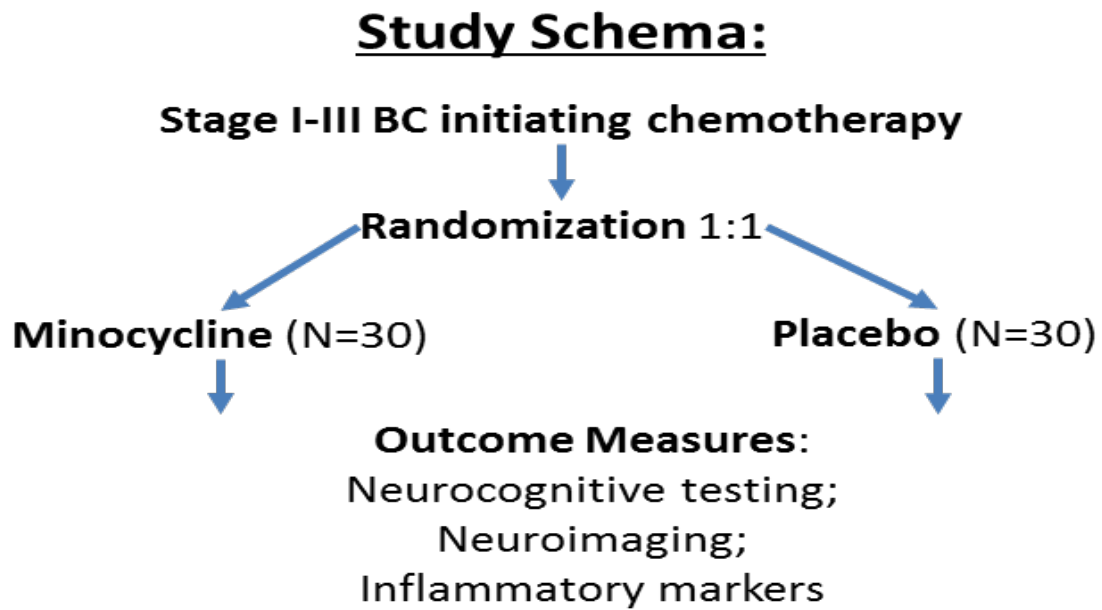 Study Schema:
Stage I-III BC initiating chemotherapy
Randomization 1:1
Minocycline (N=30)
Placebo (N=30)
Outcome Measures:
Neurocognitive testing;
Neuroimaging;
Inflammatory markers